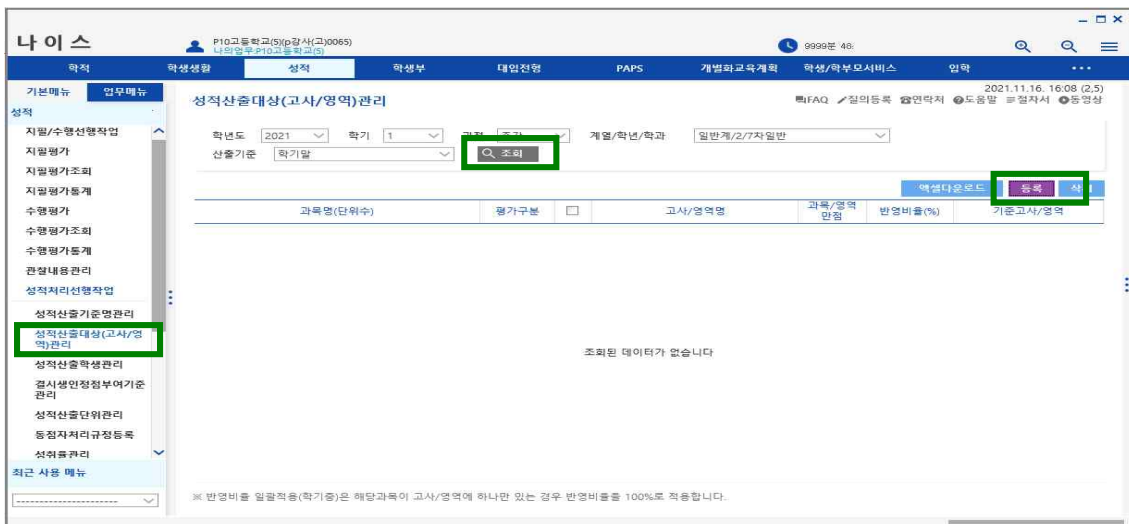 나이스
P10고등학교(5)(p강사(고)0065)
나의업무:P10고등학교(5)
9999분 46:
학적 학생생활 성적 학생부 대입전형 PAPS 개별화교육계획 학생/학부모서비스 입학 ...
기본메뉴 업무메뉴
성적
지필/수행선행작업
지필평가
지필평가조회
지필평가통계
수행평가
수행평가조회
수행평가통계
관찰내용관리
성적처리선행작업
성적산출기준명관리
성적산출대상(고사/영
역)관리
성적산출학생관리
결시생인정점부여기준
관리
성적산출단위관리
동점자처리규정등록
성취율관리
최근 사용 메뉴
----------------------
2021.11.16. 16:08 (2,5)
성적산출대상(고사/영역)관리
FAQ 질의등록 연락처 도움말 절차서 동영상
학년도 2021 학기 1 계열/학년/학과 일반계/2/7차일반
산출기준 학기말 조회
엑셀다운로드 등록
과목명(단위수) 평가구분 고사/영역명 과목/영역 만점 반영비율(%) 기준고사/영역
조회된 데이터가 없습니다
※ 반영비율 일괄적용(학기중)은 해당과목이 고사/영역에 하나만 있는 경우 반영비율을 100%로 적용합니다.